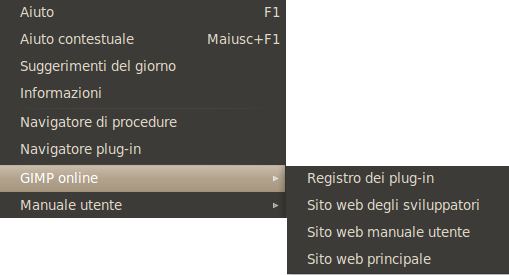 Aiuto F1
Aiuto contestuale Maiusc+F1
Suggerimenti del giorno
Informazioni
Navigatore di procedure
Navigatore plug-in
GIMP online
Manuale utente
Registro dei plug-in
Sito web degli sviluppatori
Sito web manuale utente
Sito web principale